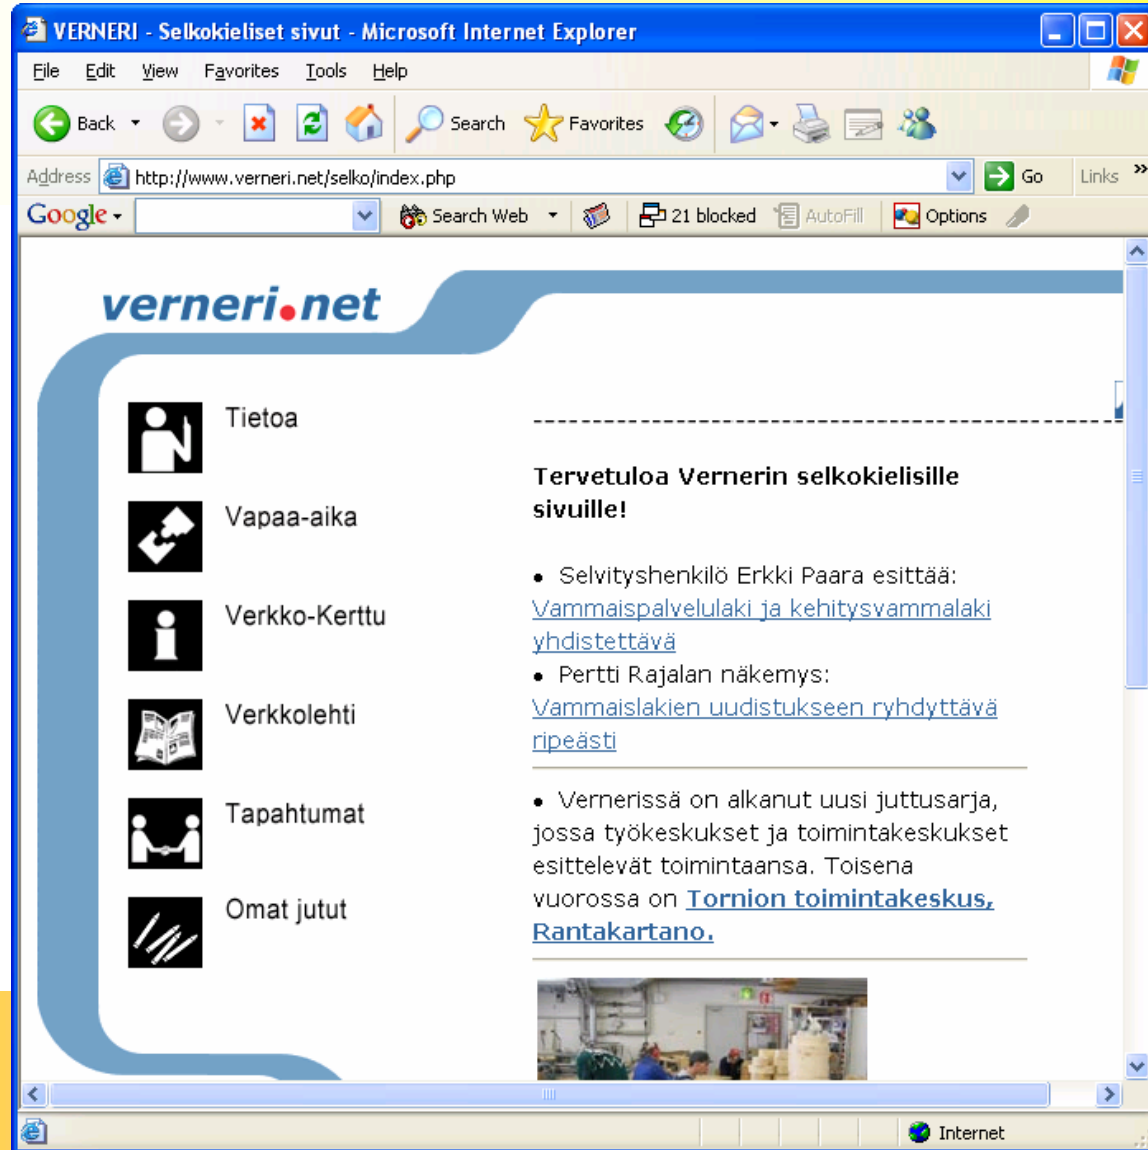 VERNERI - Selkokieliset sivut - Microsoft Internet Explorer
File Edit View Favorites Tools Help
Back Search Favorites
Address http://www.verneri.net/selko/index.php Go Links »
Google Search Web 21 blocked AutoFill Options
verneri.net
Tietoa
Vapaa-aika
Verkko-Kerttu
Verkkolehti
Tapahtumat
Omat jutut
Tervetuloa Vernerin selkokielisille
sivuille!
• Selvityshenkilö Erkki Paara esittää:
Vammaispalvelulaki ja kehitysvammalaki
yhdistettävä
• Pertti Rajalan näkemys:
Vammaislakien uudistukseen ryhdyttävä
ripeästi
• Vernerissä on alkanut uusi juttusarja,
jossa työkeskukset ja toimintakeskukset
esittelevät toimintaansa. Toisena
vuorossa on Tornion toimintakeskus,
Rantakartano.
Internet